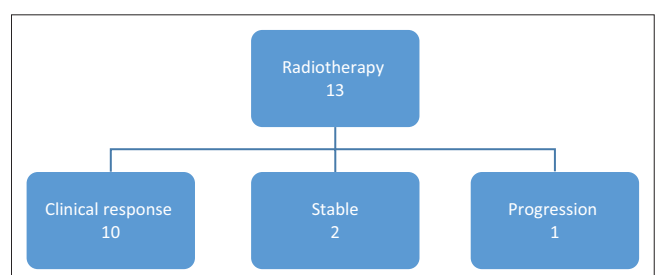 Radiotherapy
13
Clinical response
10
Stable
2
Progression
1